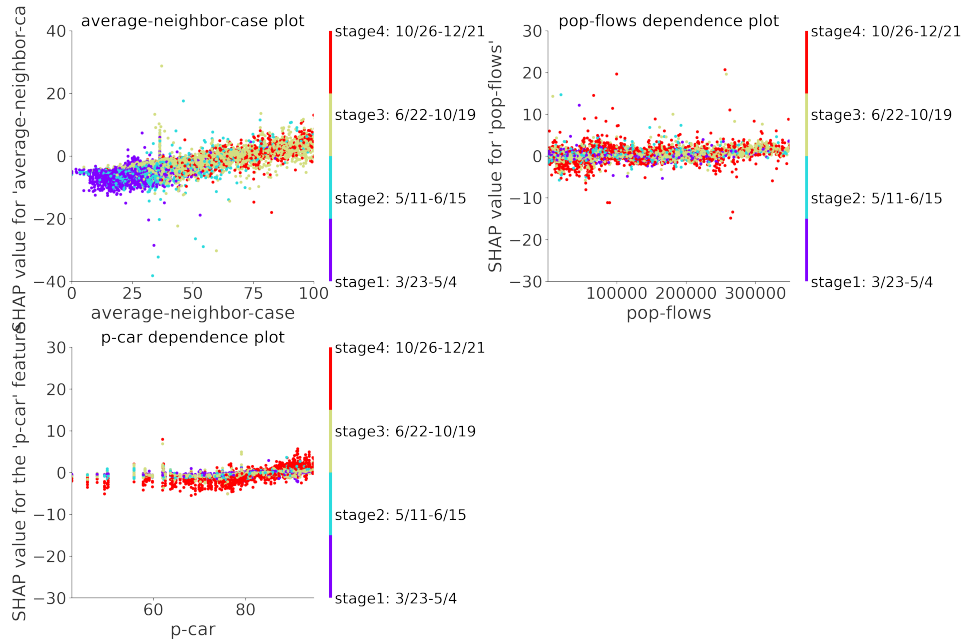 average-neighbor-case plot
SHAP value for 'average-neighbor-ca
40
20
0
−20
−40
0
25
50
75
100
average-neighbor-case
stage4: 10/26-12/21
stage3: 6/22-10/19
stage2: 5/11-6/15
stage1: 3/23-5/4
pop-flows dependence plot
SHAP value for 'pop-flows'
30
20
10
0
−10
−20
−30
100000
200000
300000
pop-flows
stage4: 10/26-12/21
stage3: 6/22-10/19
stage2: 5/11-6/15
stage1: 3/23-5/4
p-car dependence plot
SHAP value for the 'p-car' feature
30
20
10
0
−10
−20
−30
60
80
p-car
stage4: 10/26-12/21
stage3: 6/22-10/19
stage2: 5/11-6/15
stage1: 3/23-5/4